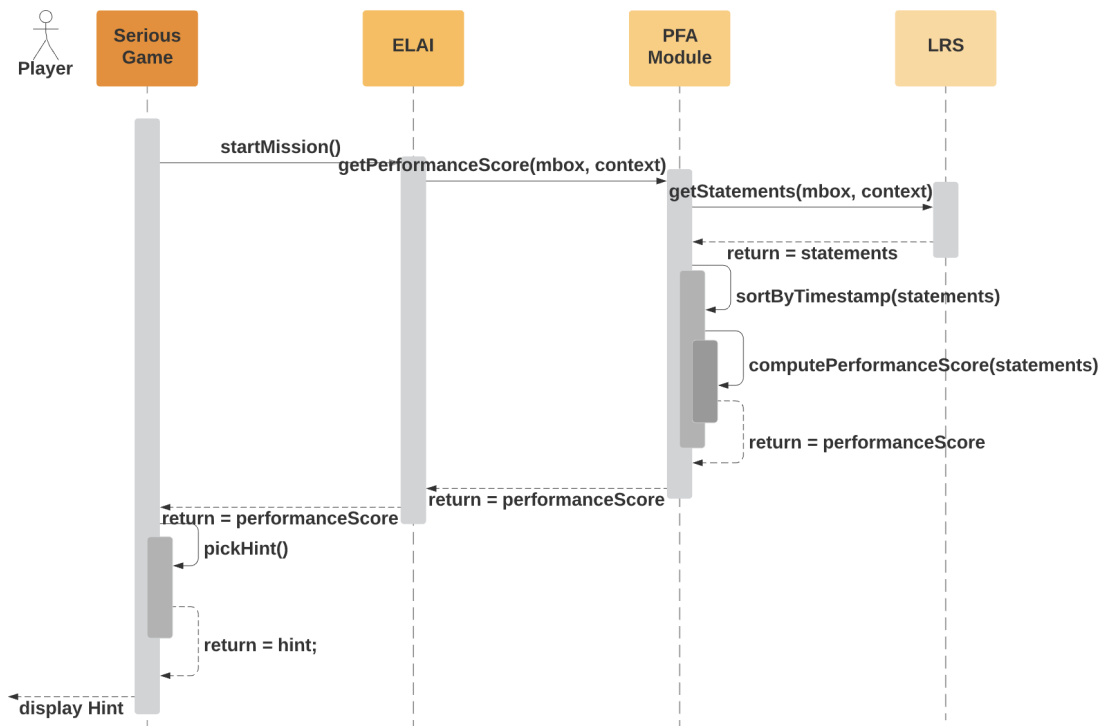 Player
Serious
Game
ELAI
PFA
Module
LRS
startMission()
getPerformanceScore(mbox, context)
getStatements(mbox, context)
return = statements
sortByTimestamp(statements)
computePerformanceScore(statements)
return = performanceScore
return = performanceScore
return = performanceScore
pickHint()
return = hint;
display Hint